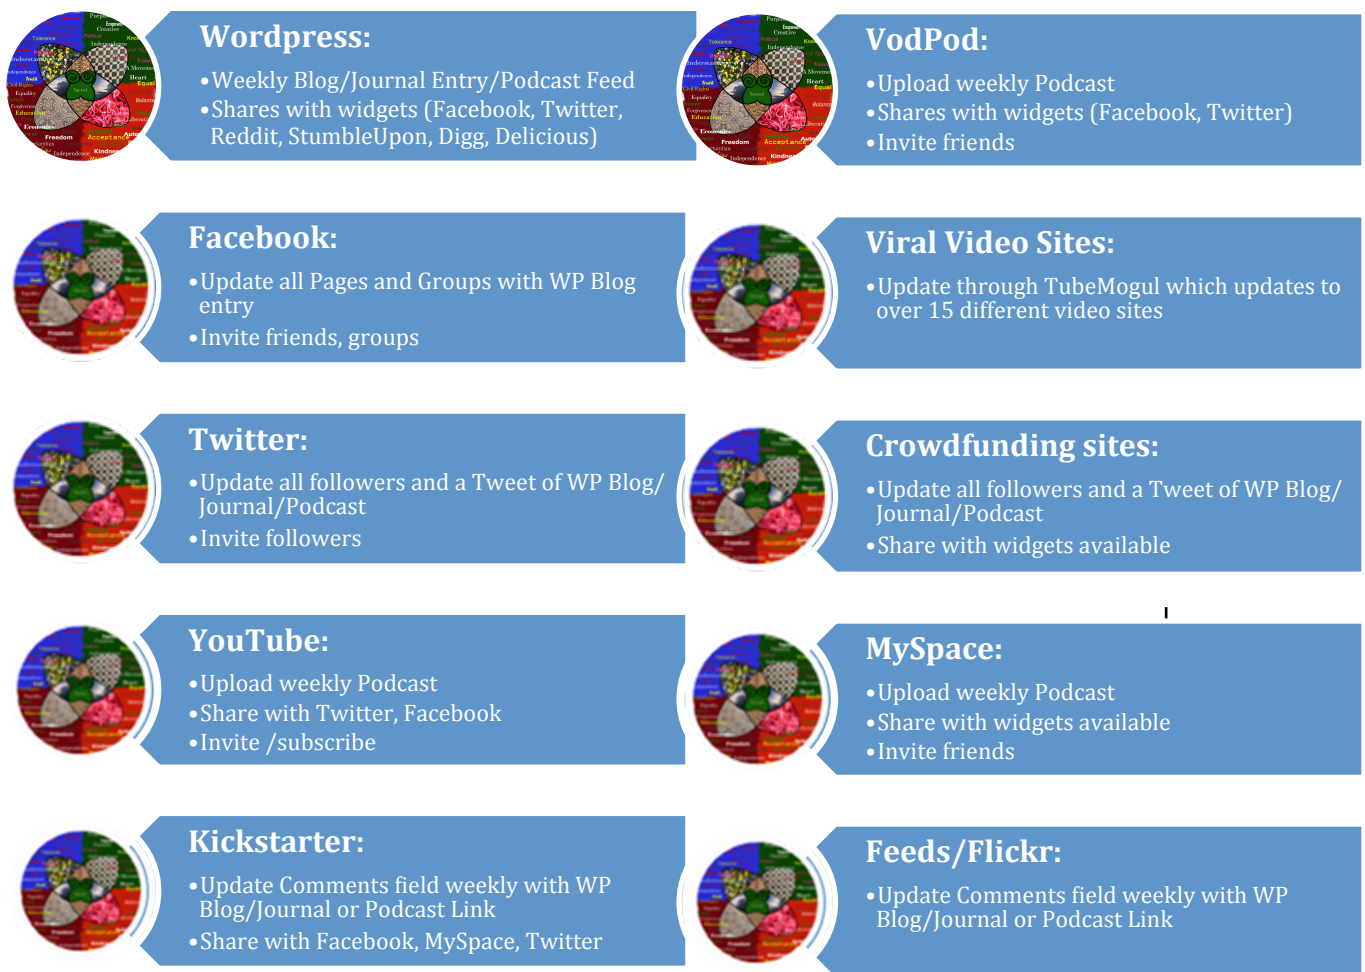 Wordpress:
•Weekly Blog/Journal Entry/Podcast Feed
•Shares with widgets (Facebook, Twitter,
Reddit, StumbleUpon, Digg, Delicious)
Facebook:
•Update all Pages and Groups with WP Blog
entry
•Invite friends, groups
Twitter:
•Update all followers and a Tweet of WP Blog/
Journal/Podcast
•Invite followers
YouTube:
•Upload weekly Podcast
•Share with Twitter, Facebook
•Invite /subscribe
Kickstarter:
•Update Comments field weekly with WP
Blog/Journal or Podcast Link
•Share with Facebook, MySpace, Twitter
VodPod:
•Upload weekly Podcast
•Shares with widgets (Facebook, Twitter)
•Invite friends
Viral Video Sites:
•Update through TubeMogul which updates to
over 15 different video sites
Crowdfunding sites:
•Update all followers and a Tweet of WP Blog/
Journal/Podcast
•Share with widgets available
MySpace:
•Upload weekly Podcast
•Share with widgets available
•Invite friends
Feeds/Flickr:
•Update Comments field weekly with WP
Blog/Journal or Podcast Link